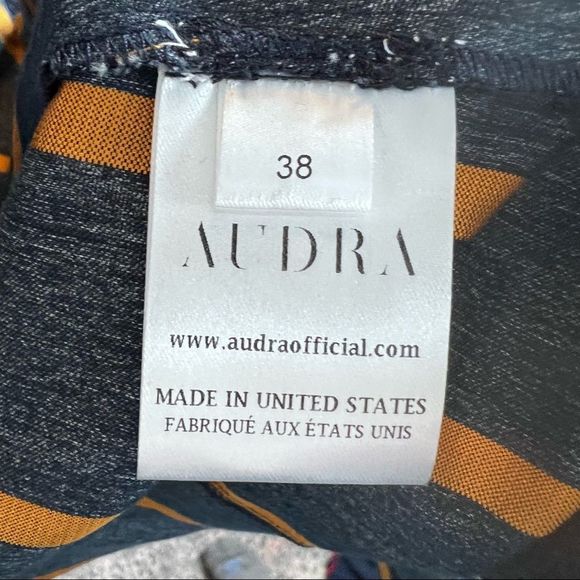 38
AUDRA
www.audraofficial.com
MADE IN UNITED STATES
FABRIQUÉ AUX ÉTATS UNIS